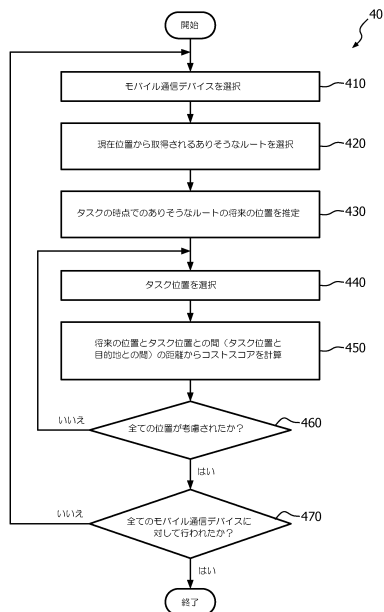 40
開始
モバイル通信デバイスを選択
410
現在位置から取得されるありそうなルートを選択
420
タスクの時点でのありそうなルートの将来の位置を推定
430
タスク位置を選択
440
将来の位置とタスク位置との間（タスク位置と
目的地との間）の距離からコストスコアを計算
450
全ての位置が考慮されたか？
460
いいえ
はい
全てのモバイル通信デバイスに
対して行われたか？
470
いいえ
はい
終了